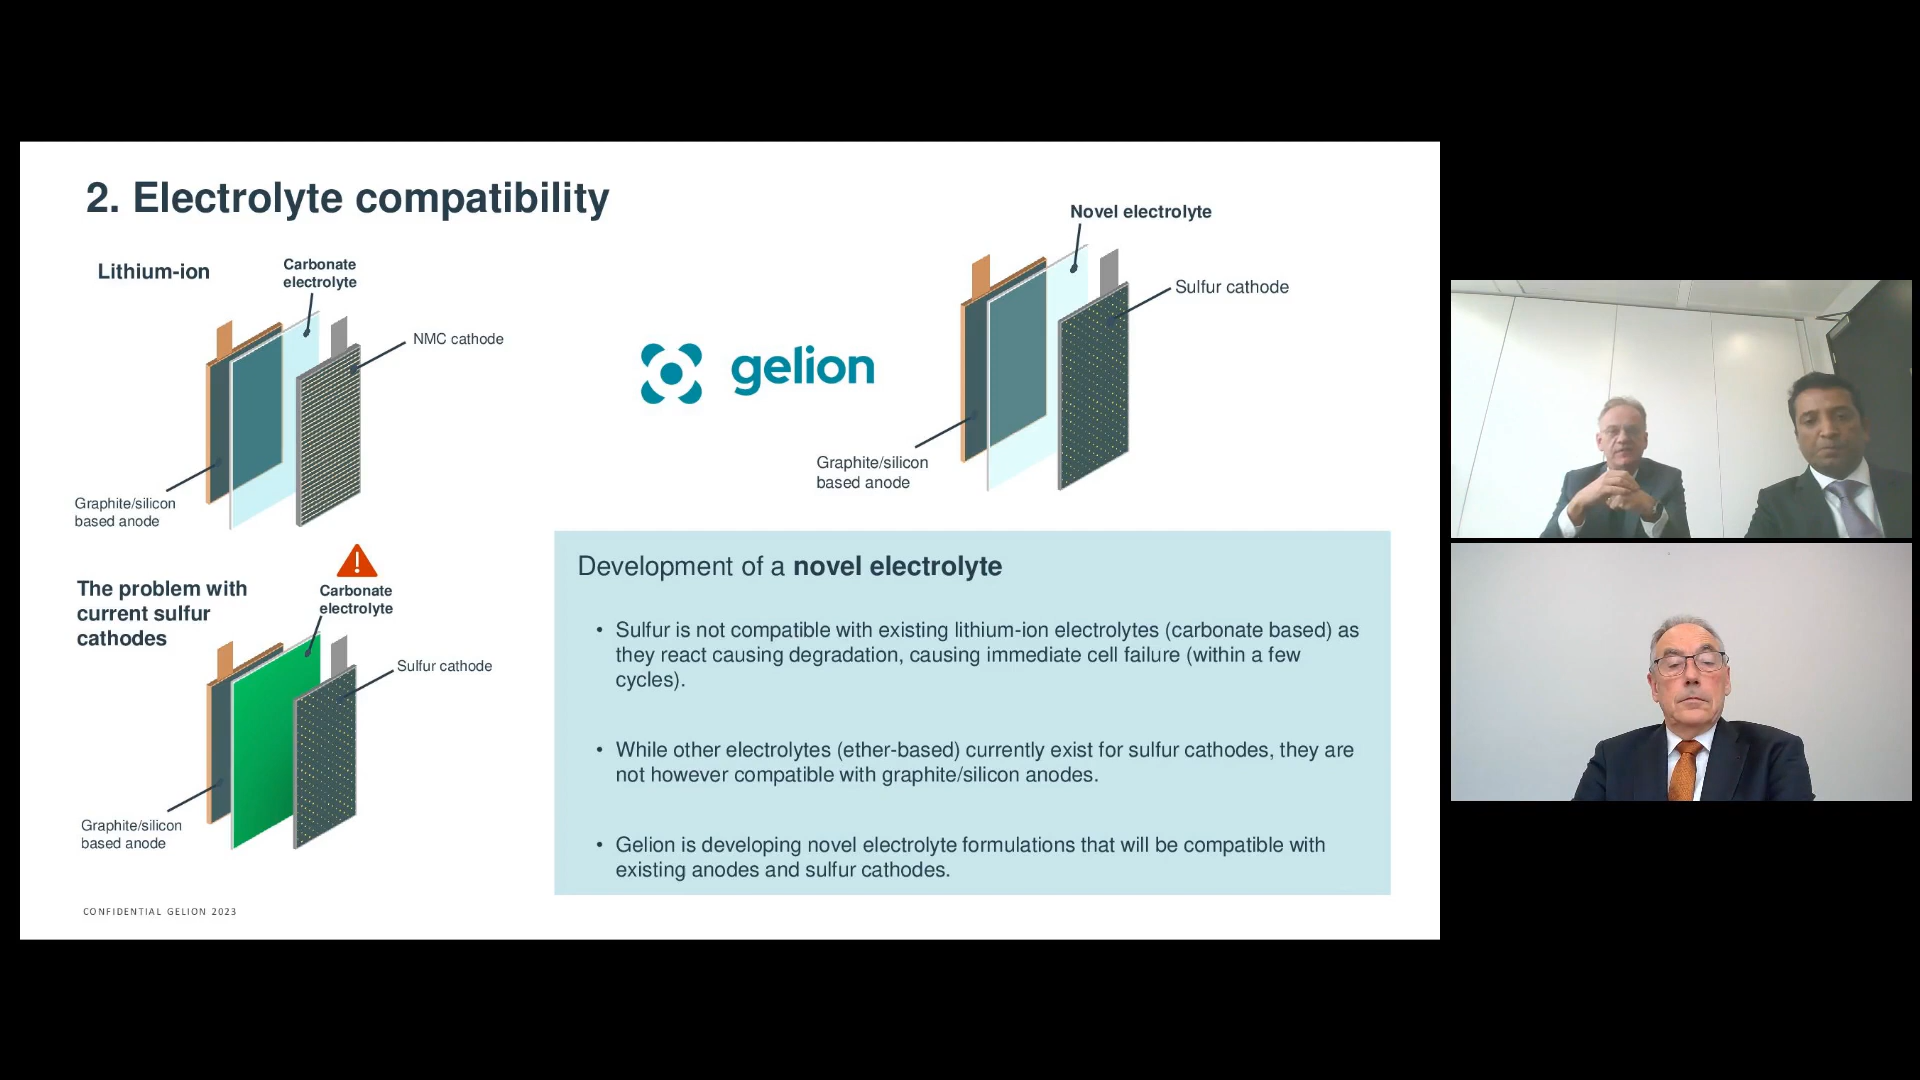 2. Electrolyte compatibility
Lithium-ion
Carbonate
electrolyte
NMC cathode
Graphite/silicon
based anode
The problem with
current sulfur
cathodes
Carbonate
electrolyte
Sulfur cathode
Graphite/silicon
based anode
gelion
Novel electrolyte
Sulfur cathode
Graphite/silicon
based anode
Development of a novel electrolyte
• Sulfur is not compatible with existing lithium-ion electrolytes (carbonate based) as
they react causing degradation, causing immediate cell failure (within a few
cycles).
• While other electrolytes (ether-based) currently exist for sulfur cathodes, they are
not however compatible with graphite/silicon anodes.
• Gelion is developing novel electrolyte formulations that will be compatible with
existing anodes and sulfur cathodes.
CONFIDENTIAL GELION 2023